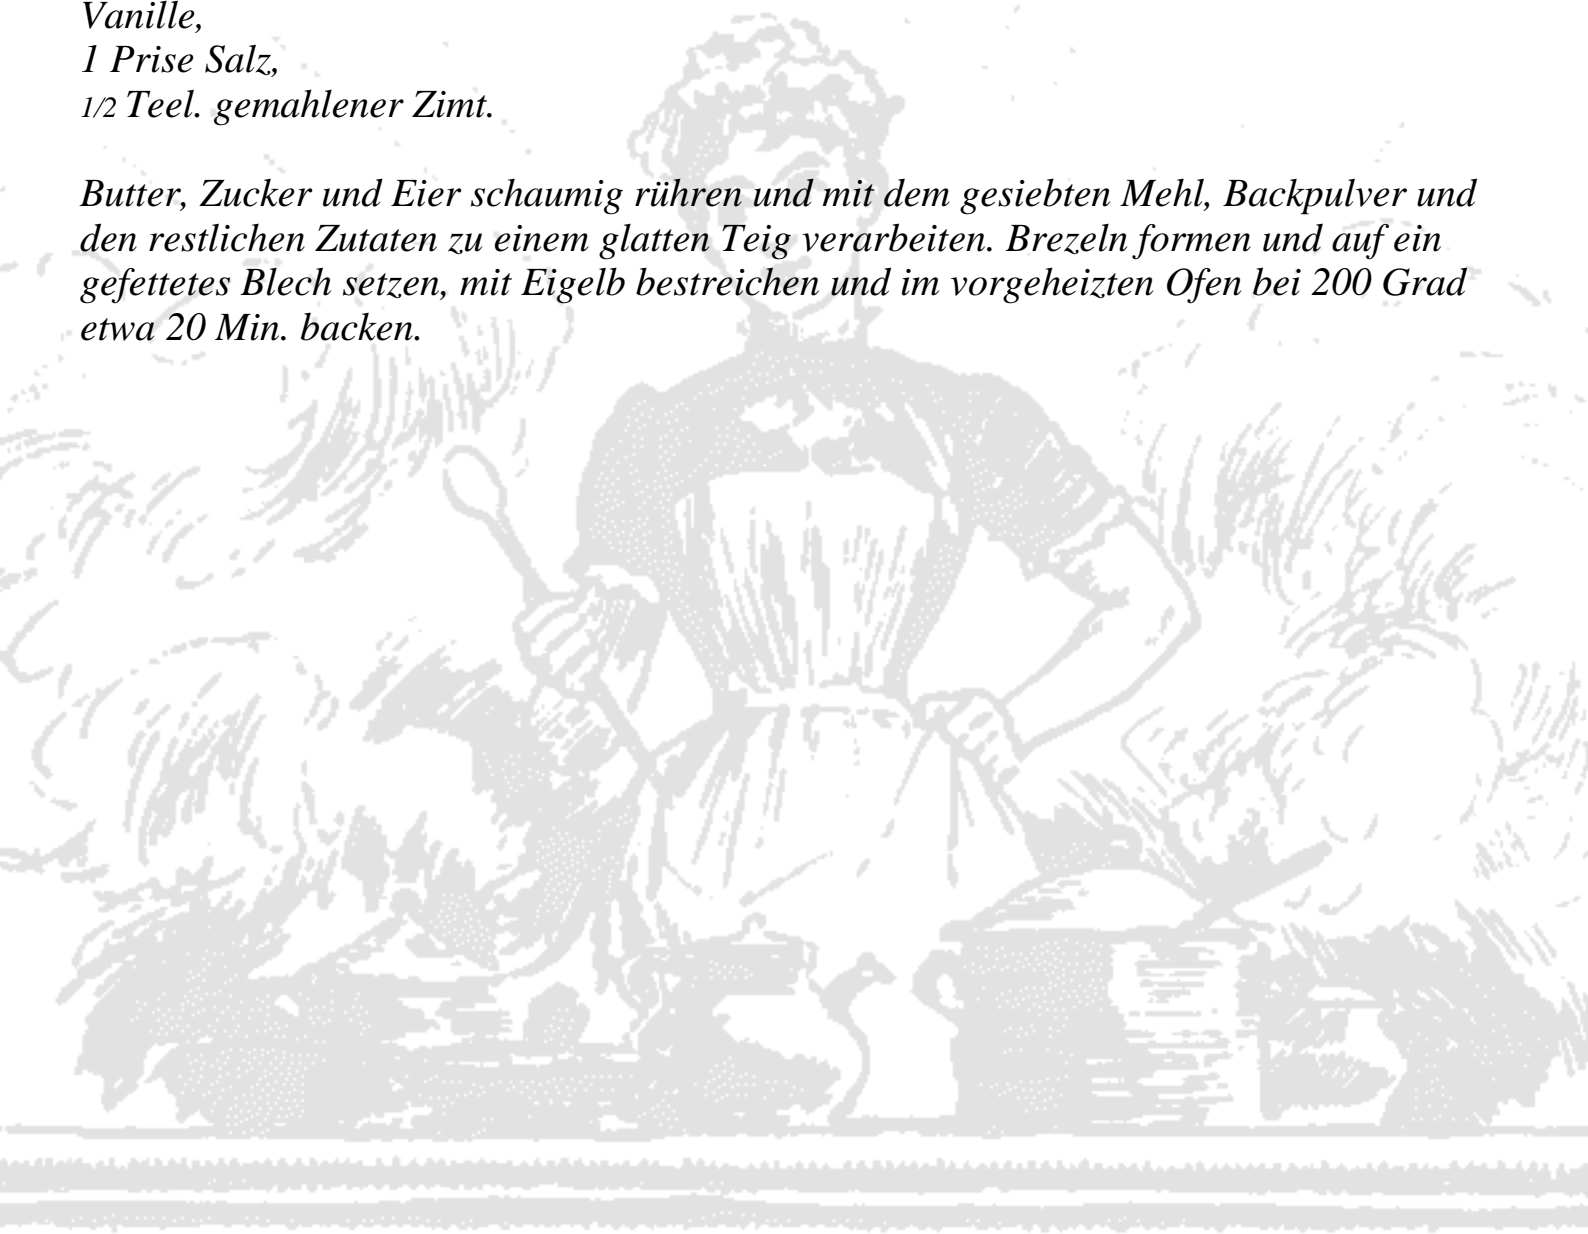 Vanille,
1 Prise Salz,
1/2 Teel. gemahlener Zimt.
Butter, Zucker und Eier schaumig rühren und mit dem gesiebten Mehl, Backpulver und
den restlichen Zutaten zu einem glatten Teig verarbeiten. Brezeln formen und auf ein
gefettetes Blech setzen, mit Eigelb bestreichen und im vorgeheizten Ofen bei 200 Grad
etwa 20 Min. backen.